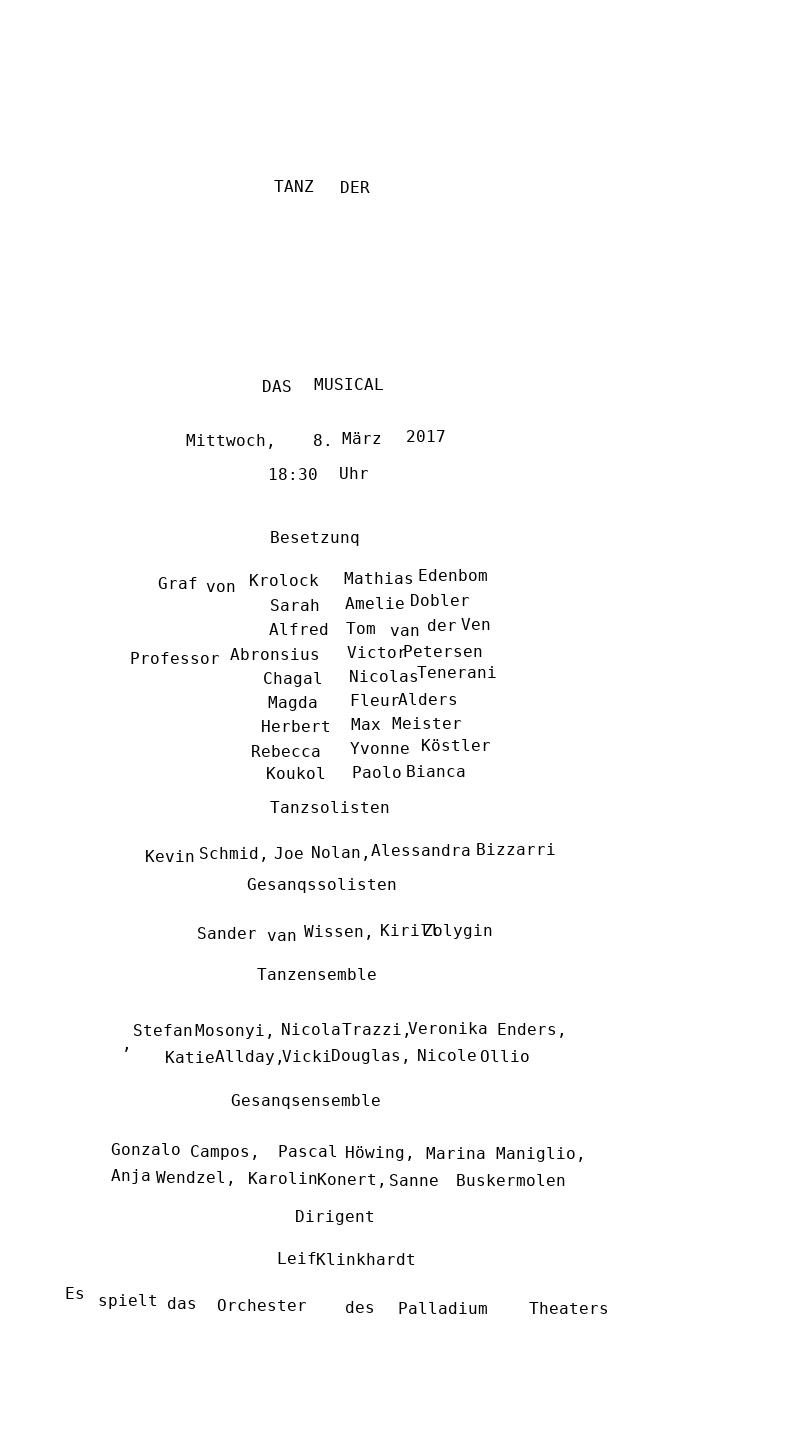 TANZ DER
DAS MUSICAL
Mittwoch, 8. März 2017
18:30 Uhr
Besetzunq
Graf von Krolock Mathias Edenbom
Sarah Amelie Dobler
Alfred Tom van der Ven
Professor Abronsius Victor Petersen
Chagal Nicolas Tenerani
Magda Fleur Alders
Herbert Max Meister
Rebecca Yvonne Köstler
Koukol Paolo Bianca
Tanzsolisten
Kevin Schmid, Joe Nolan, Alessandra Bizzarri
Gesanqssolisten
Sander van Wissen, Kirill Zolygin
Tanzensemble
Stefan Mosonyi, Nicola Trazzi, Veronika Enders,
, Katie Allday, Vicki Douglas, Nicole Ollio
Gesanqsensemble
Gonzalo Campos, Pascal Höwing, Marina Maniglio,
Anja Wendzel, Karolin Konert, Sanne Buskermolen
Dirigent
Leif Klinkhardt
Es spielt das Orchester des Palladium Theaters